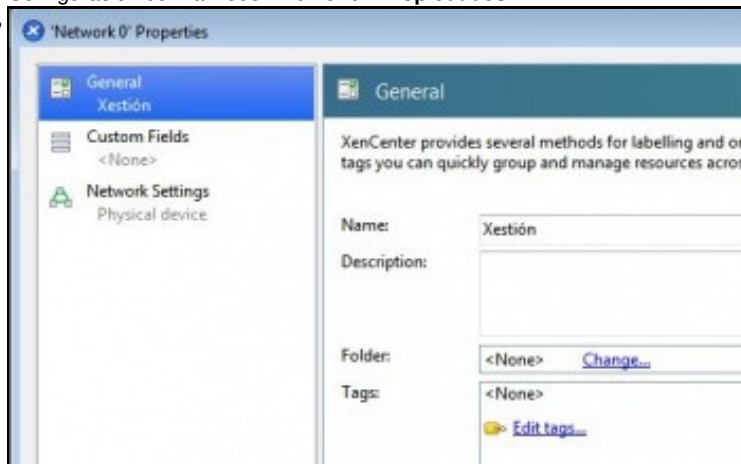 'Network 0' Properties
General
Xestión
Custom Fields
<None>
Network Settings
Physical device
General
XenCenter provides several methods for labelling and or
tags you can quickly group and manage resources acros
Name:
Xestión
Description:
Folder:
<None> Change...
Tags:
<None>
Edit tags...